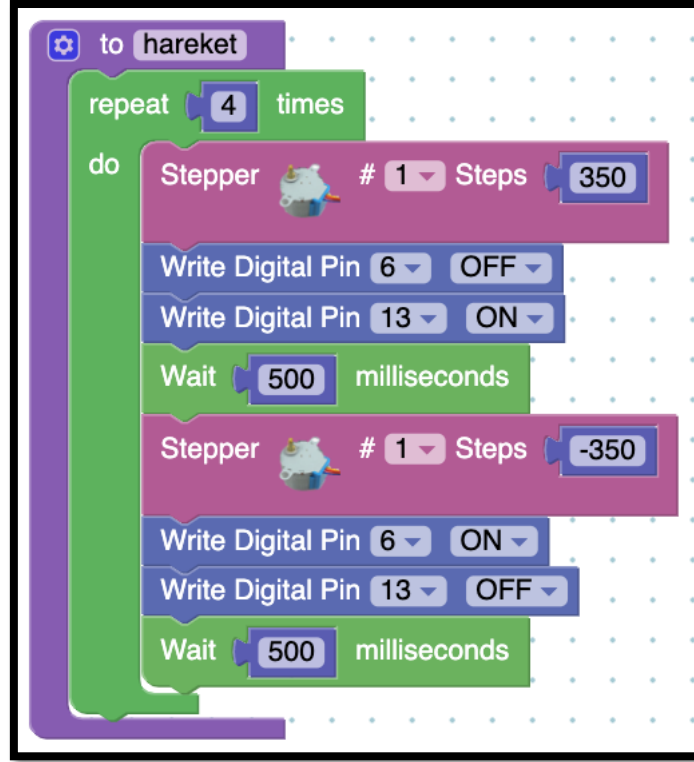 to hareket
repeat 4 times
do
Stepper # 1 Steps 350
Write Digital Pin 6 OFF
Write Digital Pin 13 ON
Wait 500 milliseconds
Stepper # 1 Steps -350
Write Digital Pin 6 ON
Write Digital Pin 13 OFF
Wait 500 milliseconds